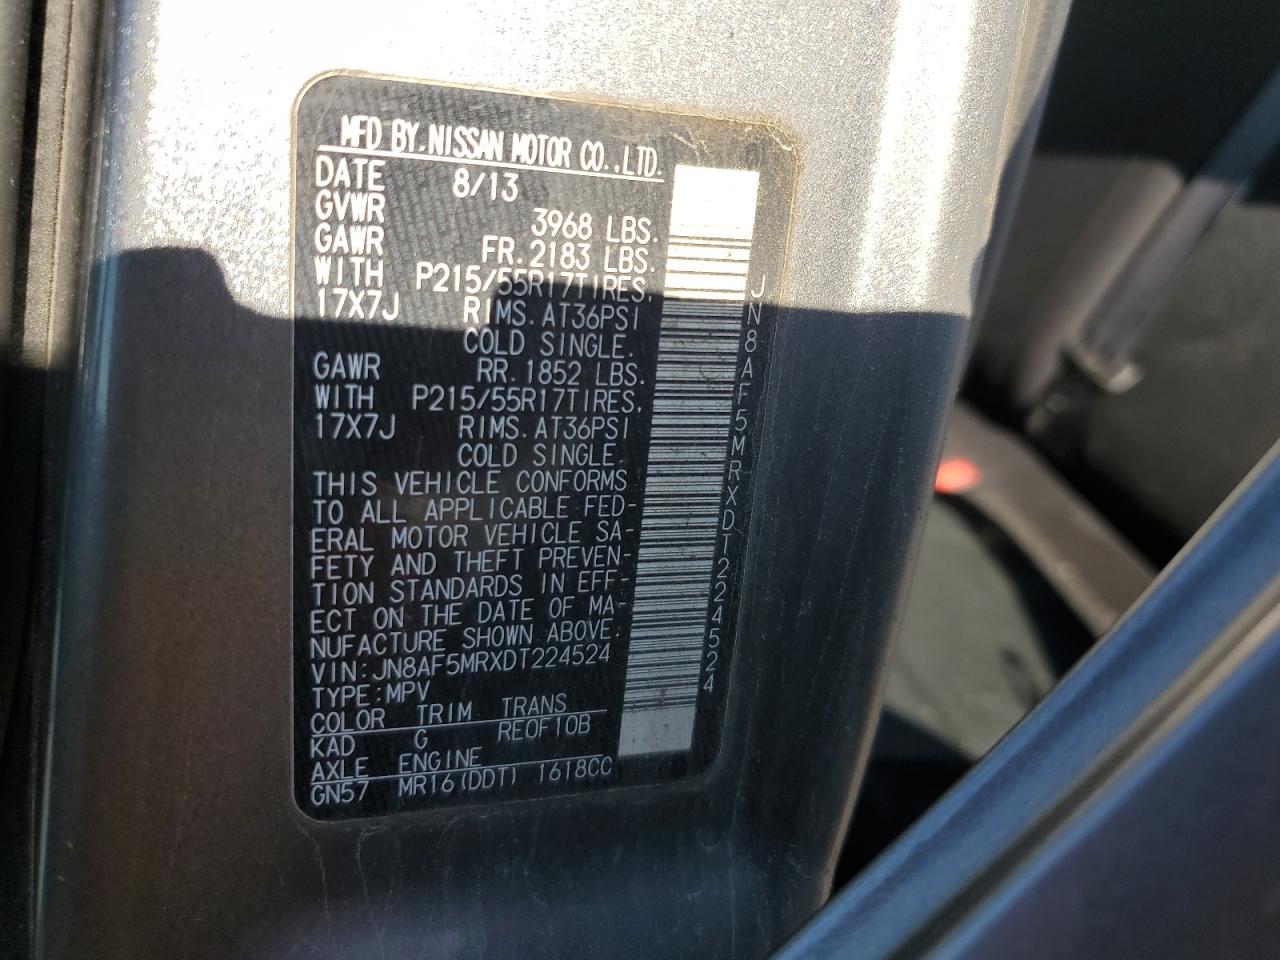 MFD BY.NISSAN MOTOR CO.,LTD.
DATE 8/13
GVWR 3968 LBS.
GAWR FR.2183 LBS.
WITH P215/55R17TIRES,
17X7J RIMS.AT36PSI
COLD SINGLE.
GAWR RR.1852 LBS.
WITH P215/55R17TIRES,
17X7J RIMS.AT36PSI
COLD SINGLE.
THIS VEHICLE CONFORMS
TO ALL APPLICABLE FED-
ERAL MOTOR VEHICLE SA-
FETY AND THEFT PREVEN-
TION STANDARDS IN EFF-
ECT ON THE DATE OF MA-
NUFACTURE SHOWN ABOVE.
VIN:JN8AF5MRXDT224524
TYPE:MPV
COLOR TRIM TRANS
KAD G RE0F10B
AXLE ENGINE
GN57 MR16(DDT) 1618CC
JN8AF5MRXDT224524